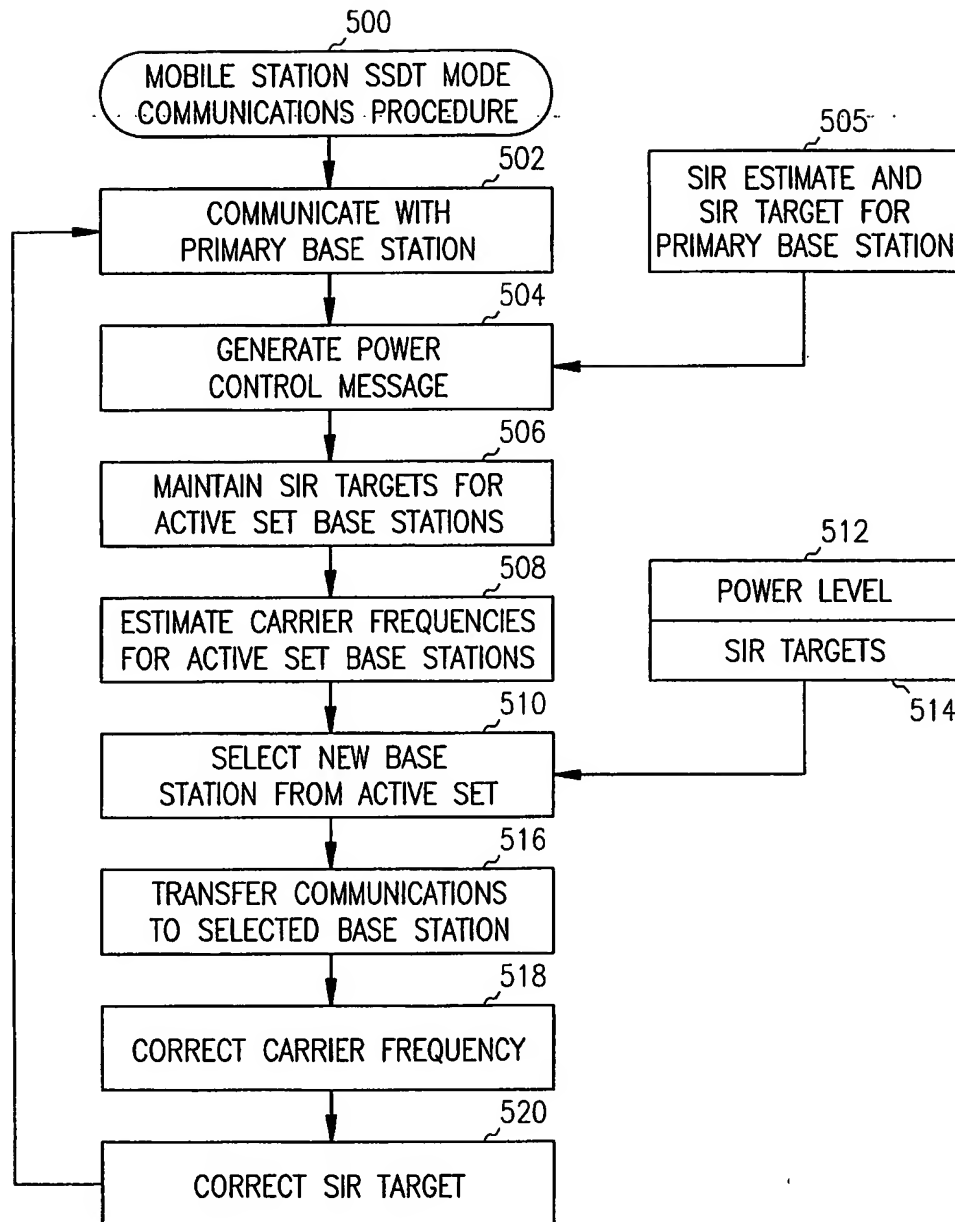 500
MOBILE STATION SSDT MODE
COMMUNICATIONS PROCEDURE
502
COMMUNICATE WITH
PRIMARY BASE STATION
505
SIR ESTIMATE AND
SIR TARGET FOR
PRIMARY BASE STATION
504
GENERATE POWER
CONTROL MESSAGE
506
MAINTAIN SIR TARGETS FOR
ACTIVE SET BASE STATIONS
508
ESTIMATE CARRIER FREQUENCIES
FOR ACTIVE SET BASE STATIONS
512
POWER LEVEL
SIR TARGETS
514
510
SELECT NEW BASE
STATION FROM ACTIVE SET
516
TRANSFER COMMUNICATIONS
TO SELECTED BASE STATION
518
CORRECT CARRIER FREQUENCY
520
CORRECT SIR TARGET